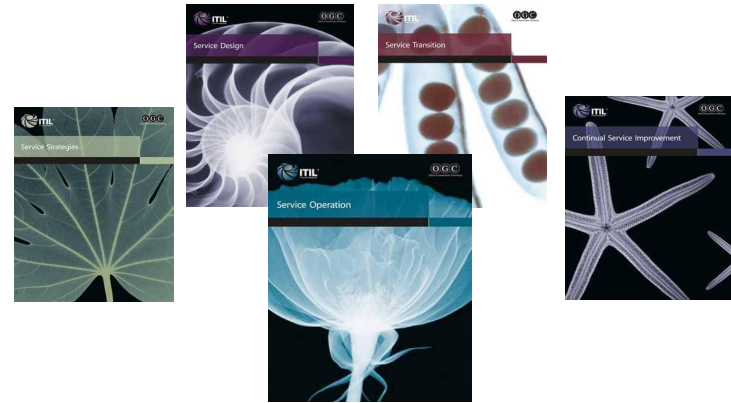 ITIL
OGC
Service Strategies
ITIL
OGC
Service Design
ITIL
OGC
Service Transition
ITIL
OGC
Service Operation
ITIL
OGC
Continual Service Improvement